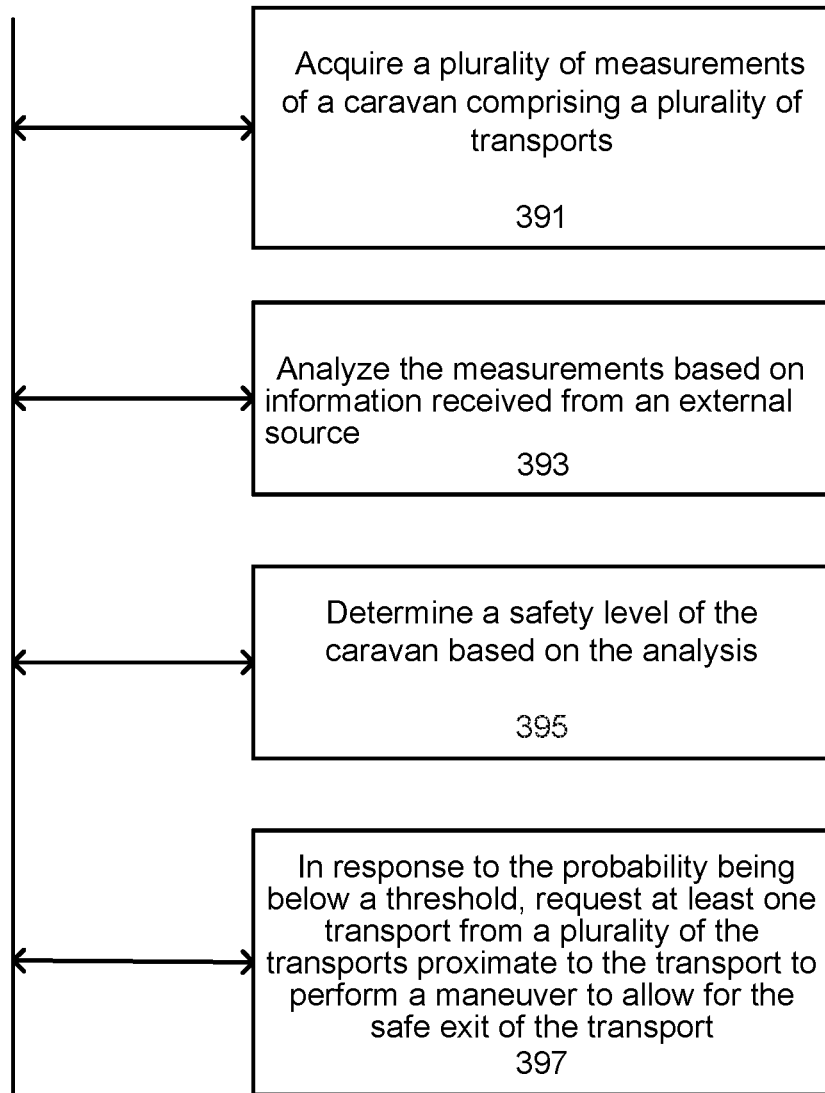 Acquire a plurality of measurements
of a caravan comprising a plurality of
transports
391
Analyze the measurements based on
information received from an external
source
393
Determine a safety level of the
caravan based on the analysis
395
In response to the probability being
below a threshold, request at least one
transport from a plurality of the
transports proximate to the transport to
perform a maneuver to allow for the
safe exit of the transport
397